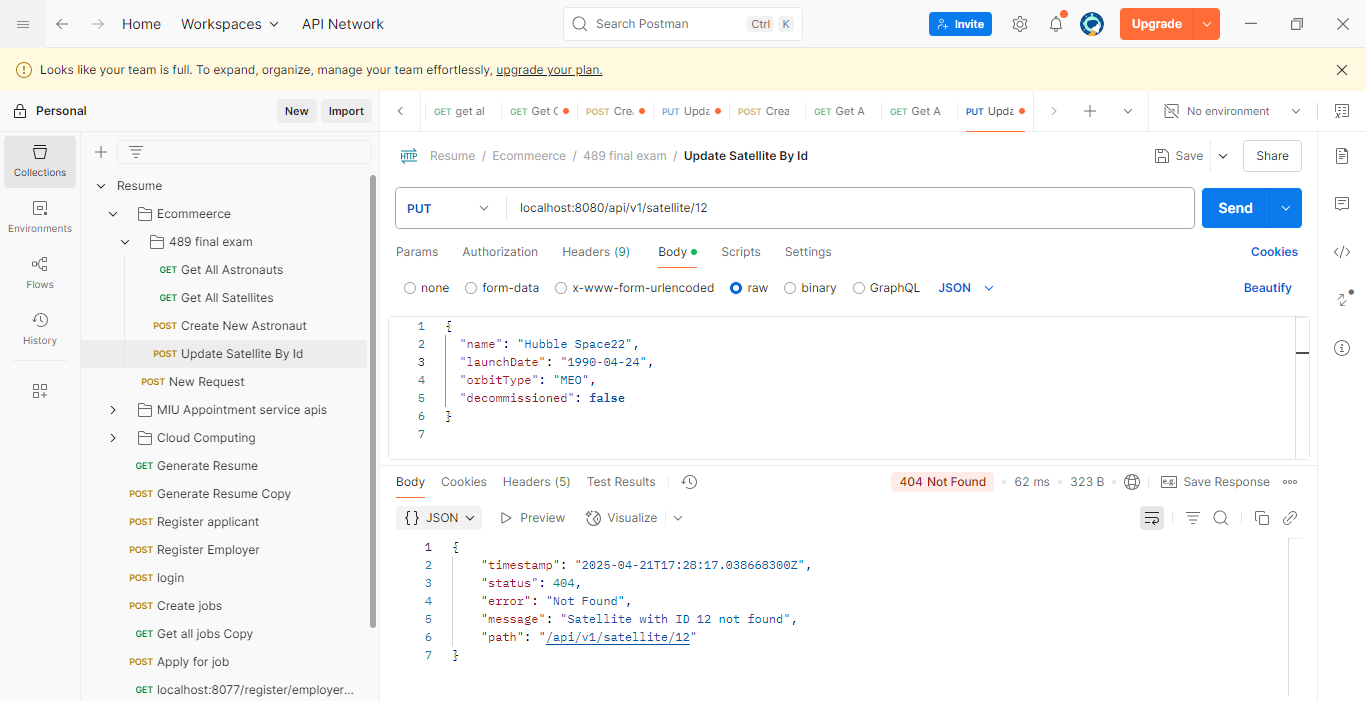 Home Workspaces API Network Search Postman Ctrl K Invite Upgrade
Looks like your team is full. To expand, organize, manage your team effortlessly, upgrade your plan.
Personal New Import
GET get al GET Get C POST Cre. PUT Upda POST Crea GET Get A GET Get A PUT Upda No environment
Collections
Environments
Flows
History
Resume
Ecommeerce
489 final exam
GET Get All Astronauts
GET Get All Satellites
POST Create New Astronaut
POST Update Satellite By Id
POST New Request
MIU Appointment service apis
Cloud Computing
GET Generate Resume
POST Generate Resume Copy
POST Register applicant
POST Register Employer
POST login
POST Create jobs
GET Get all jobs Copy
POST Apply for job
GET localhost:8077/register/employer...
HTTP Resume / Ecommeerce / 489 final exam / Update Satellite By Id Save Share
PUT localhost:8080/api/v1/satellite/12 Send
Params Authorization Headers (9) Body Scripts Settings Cookies
none form-data x-www-form-urlencoded raw binary GraphQL JSON Beautify
1 {
2 "name": "Hubble Space22",
3 "launchDate": "1990-04-24",
4 "orbitType": "MEO",
5 "decommissioned": false
6 }
7
Body Cookies Headers (5) Test Results 404 Not Found 62 ms 323 B e.g. Save Response
{} JSON Preview Visualize
1 {
2 "timestamp": "2025-04-21T17:28:17.038668300Z",
3 "status": 404,
4 "error": "Not Found",
5 "message": "Satellite with ID 12 not found",
6 "path": "/api/v1/satellite/12"
7 }